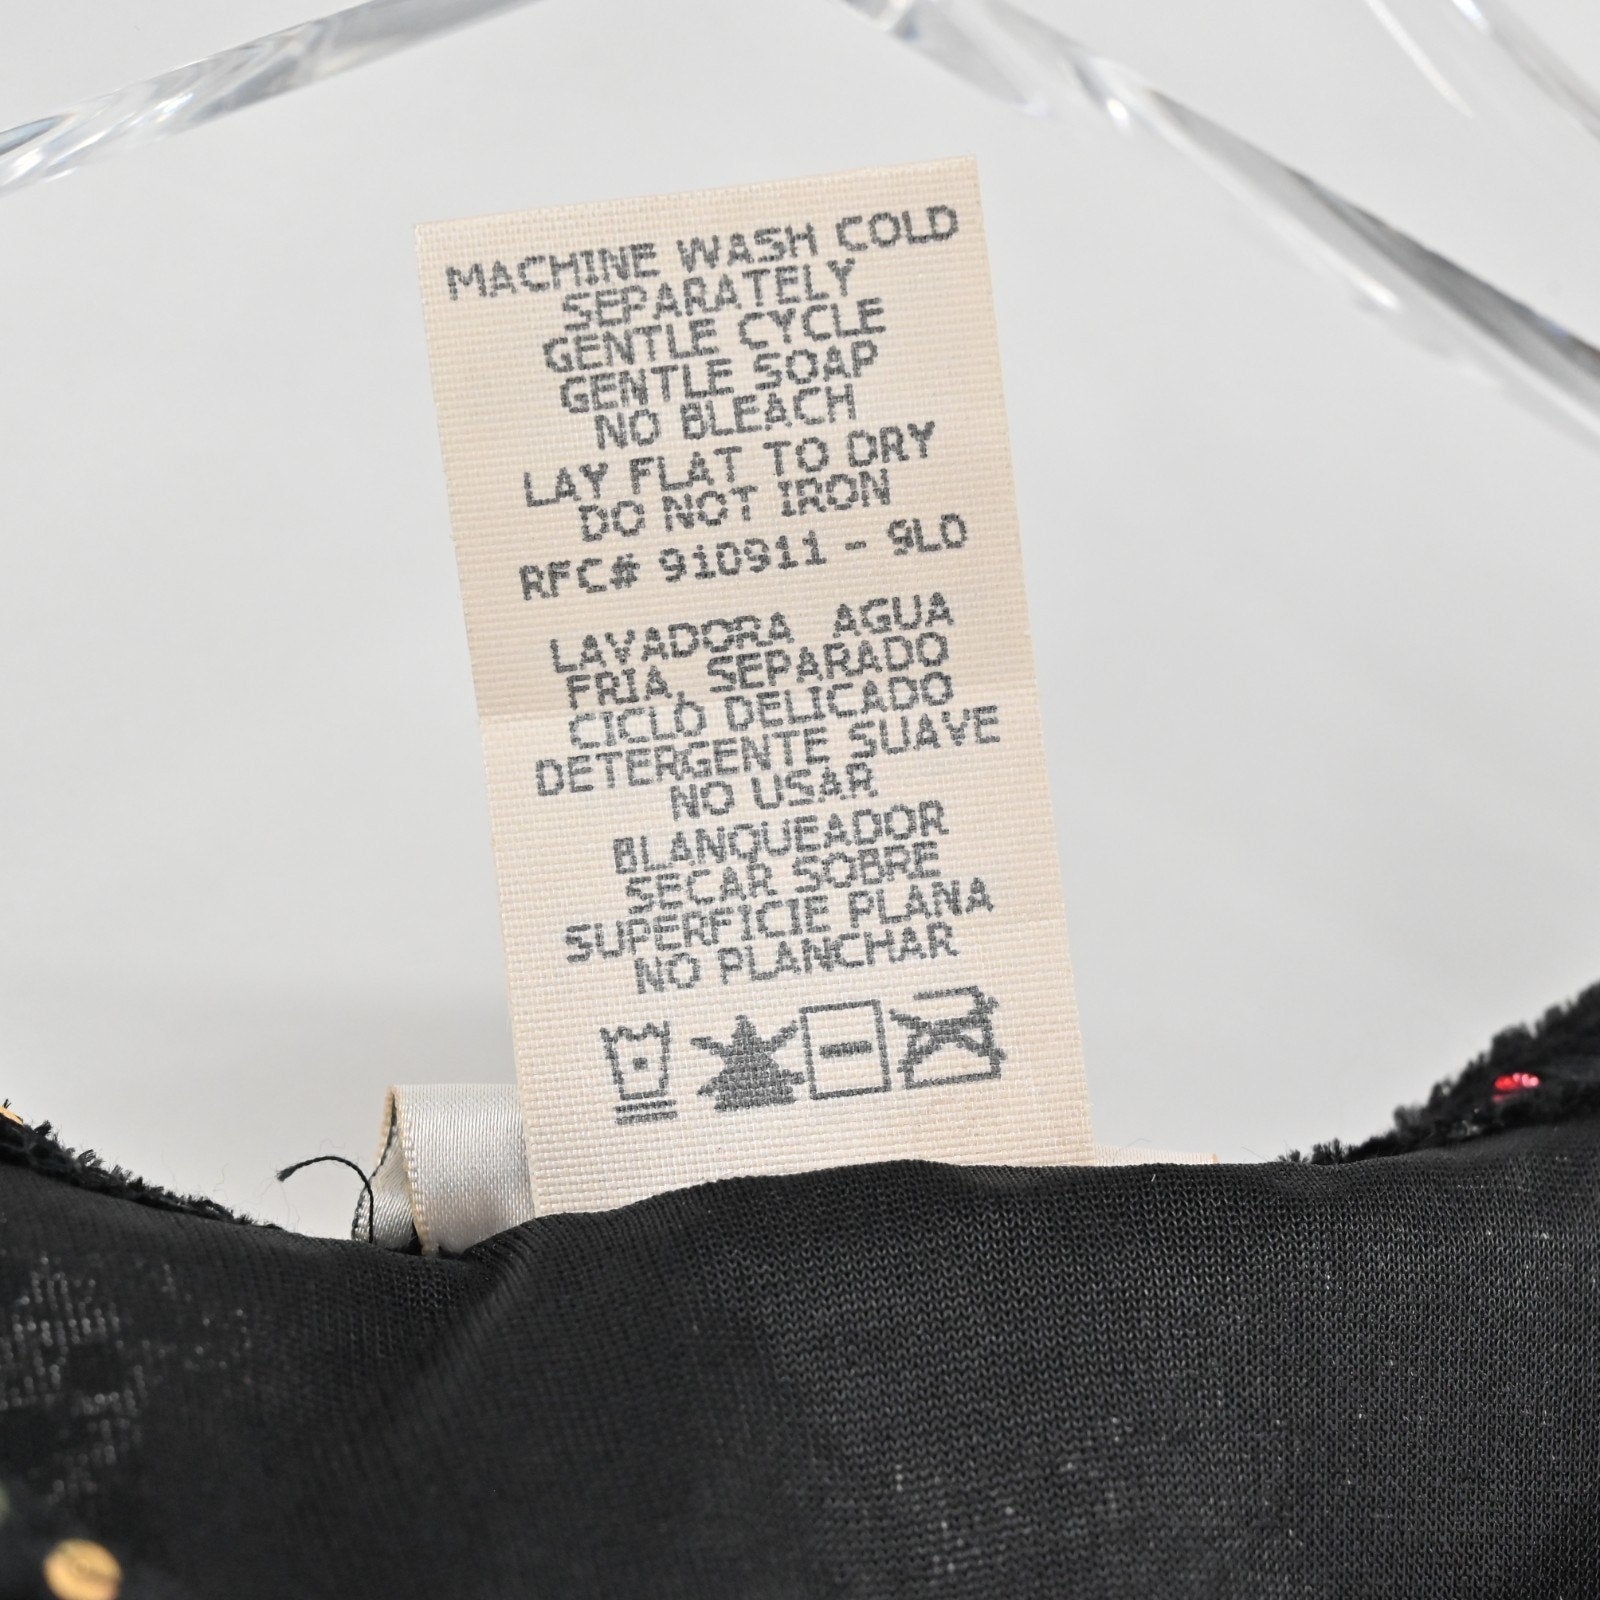 MACHINE WASH COLD
SEPARATELY
GENTLE CYCLE
GENTLE SOAP
NO BLEACH
LAY FLAT TO DRY
DO NOT IRON
RFC# 910911 - 9L0
LAVADORA AGUA
FRIA, SEPARADO
CICLO DELICADO
DETERGENTE SUAVE
NO USAR
BLANQUEADOR
SECAR SOBRE
SUPERFICIE PLANA
NO PLANCHAR